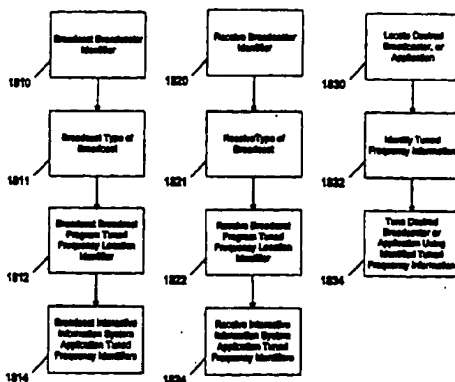 Broadcast Broadcaster
Identifier
1810
Broadcast Type of
Broadcast
1811
Broadcast Broadcast
Program Tuned
Frequency Location
Identifier
1812
Broadcast Interactive
Information System
Application Tuned
Frequency Identifiers
1814
Receive Broadcaster
Identifier
1820
Receive Type of
Broadcast
1821
Receive Broadcast
Program Tuned
Frequency Location
Identifier
1822
Receive Interactive
Information System
Application Tuned
Frequency Identifiers
1824
Locate Desired
Broadcaster, or
Application
1830
Identify Tuned
Frequency Information
1832
Tune Desired
Broadcaster or
Application Using
Identified Tuned
Frequency Information
1834